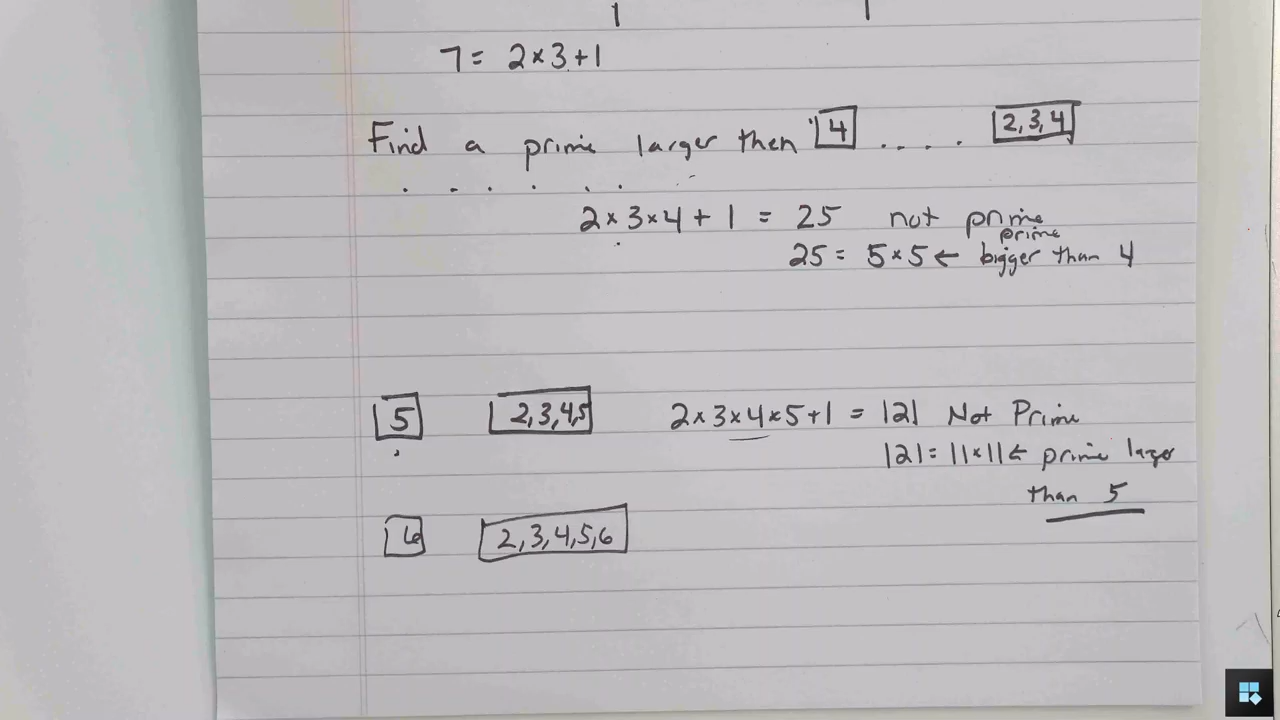 7 = 2×3+1
Find a prime larger then 4 .... 2,3,4
2×3×4+1 = 25 not prime
prime
25 = 5×5 ← bigger than 4
5 2,3,4,5 2×3×4×5+1 = 121 Not Prime
121 = 11×11 ← prime larger
than 5
6 2,3,4,5,6